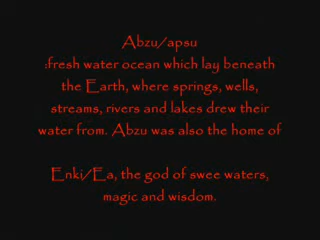 Abzu/apsu
:fresh water ocean which lay beneath
the Earth, where springs, wells,
streams, rivers and lakes drew their
water from. Abzu was also the home of
Enki/Ea, the god of swee waters,
magic and wisdom.